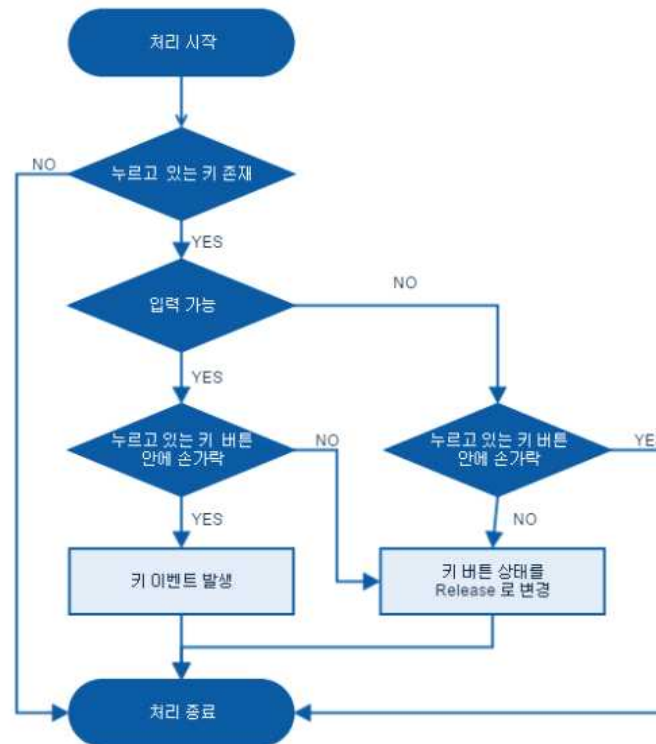 처리 시작
NO
누르고 있는 키 존재
YES
NO
입력 가능
YES
누르고 있는 키 버튼
안에 손가락
NO
누르고 있는 키 버튼
안에 손가락
YES
YES
NO
키 이벤트 발생
키 버튼 상태를
Release 로 변경
처리 종료